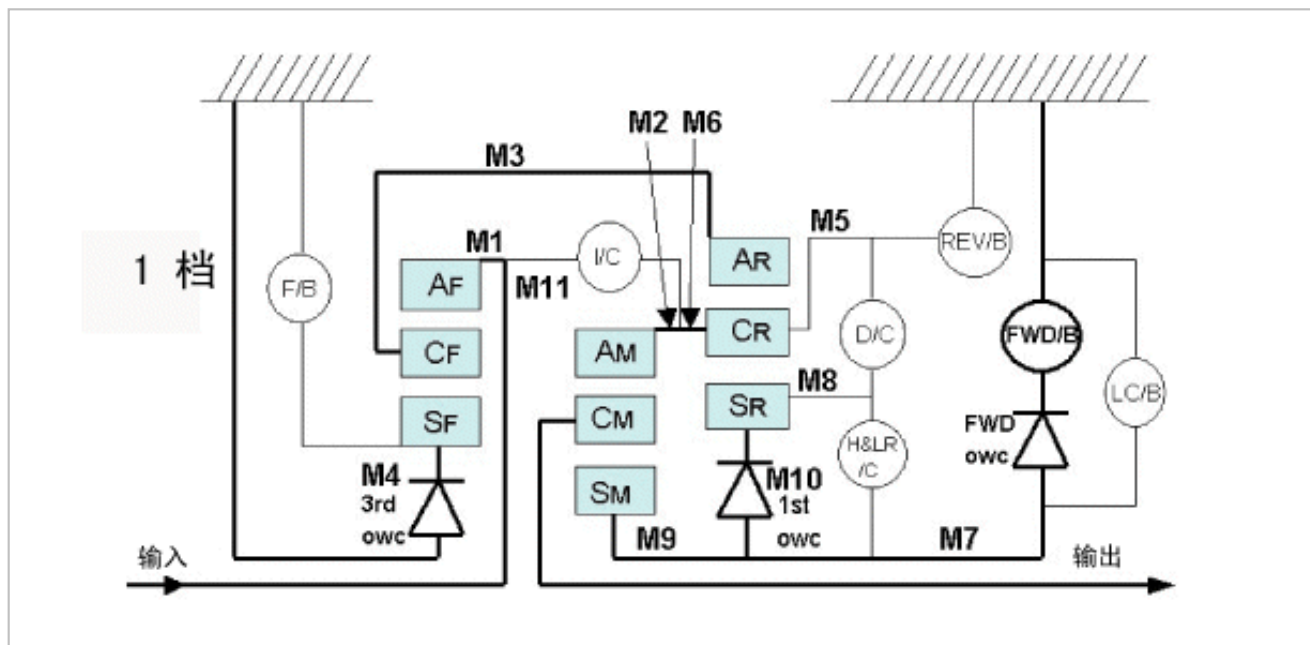 M2 M6
M3
M5
M1
I/C
AR
REV/B
1 档
F/B
AF
M11
CF
AM
CR
D/C
FWD/B
M8
LC/B
SF
CM
SR
FWD
owc
H&LR
/C
M4
3rd
owc
SM
M10
1st
owc
M9
M7
输入
输出